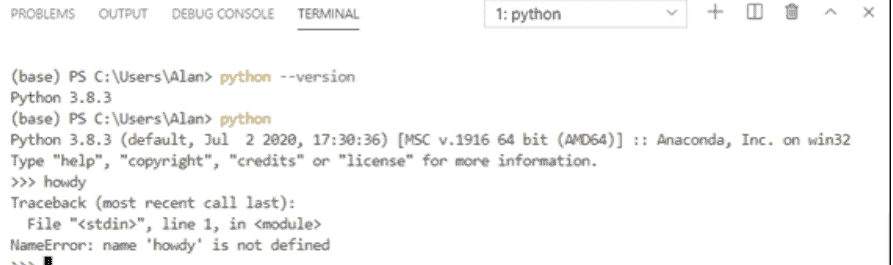 PROBLEMS OUTPUT DEBUG CONSOLE TERMINAL 1: python
(base) PS C:\Users\Alan> python --version
Python 3.8.3
(base) PS C:\Users\Alan> python
Python 3.8.3 (default, Jul  2 2020, 17:30:36) [MSC v.1916 64 bit (AMD64)] :: Anaconda, Inc. on win32
Type "help", "copyright", "credits" or "license" for more information.
>>> howdy
Traceback (most recent call last):
  File "<stdin>", line 1, in <module>
NameError: name 'howdy' is not defined
>>>